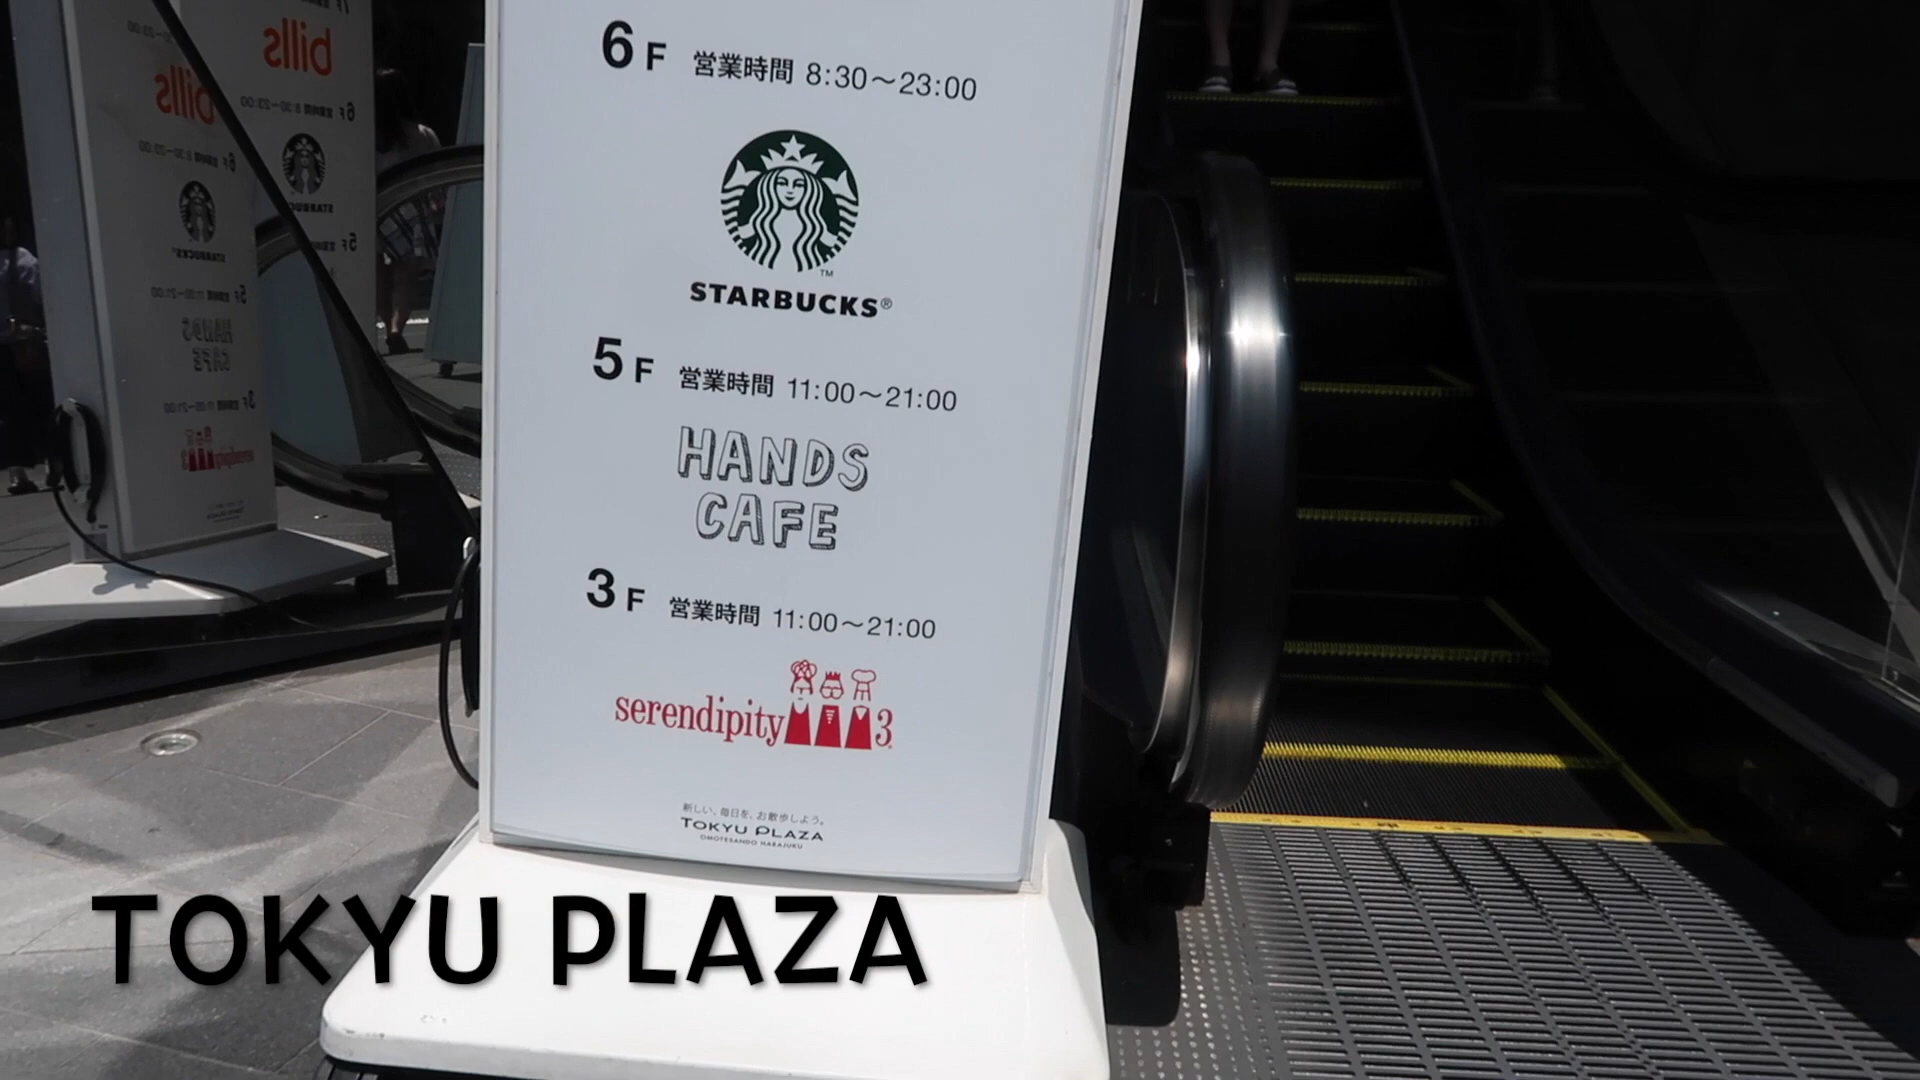 6F 営業時間 8:30～23:00
STARBUCKS®
5F 営業時間 11:00～21:00
HANDS
CAFE
3F 営業時間 11:00～21:00
serendipity 3
新しい、毎日を、お散歩しよう。
TOKYU PLAZA
OMOTESANDO HARAJUKU
TOKYU PLAZA
bills
bills